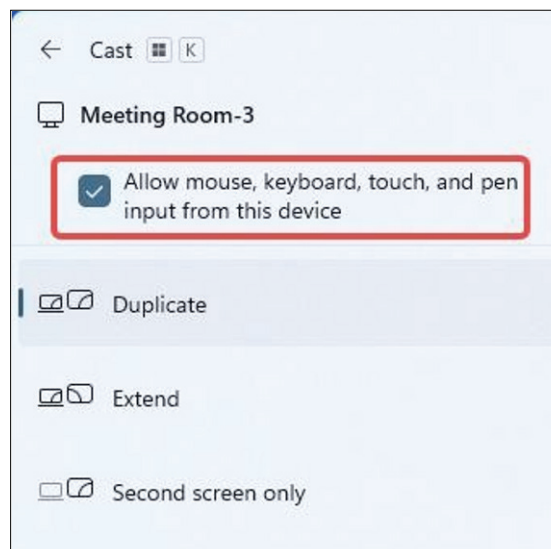 Cast K
Meeting Room-3
Allow mouse, keyboard, touch, and pen
input from this device
Duplicate
Extend
Second screen only